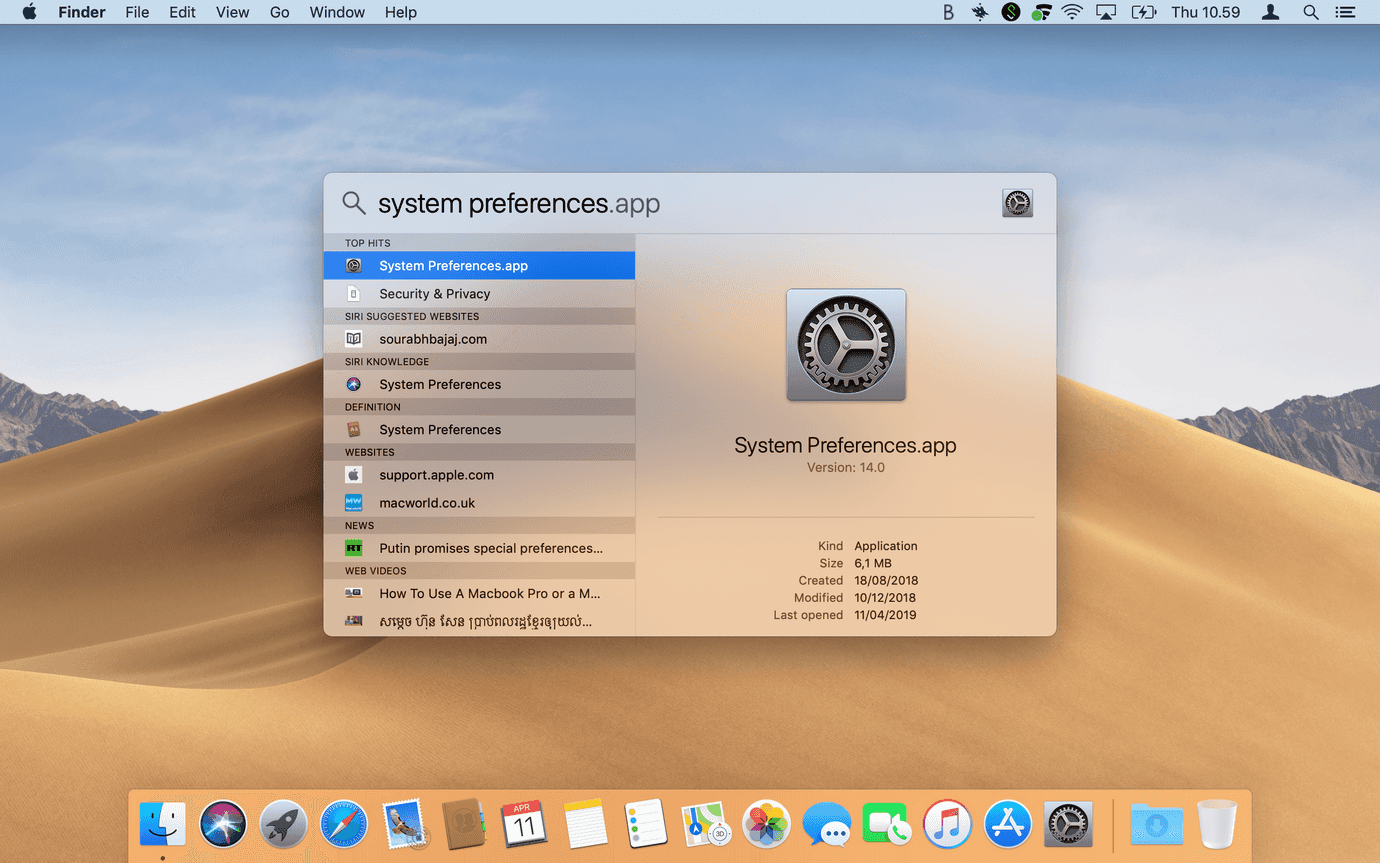 Finder File Edit View Go Window Help
Thu 10.59
system preferences.app
TOP HITS
System Preferences.app
Security & Privacy
SIRI SUGGESTED WEBSITES
sourabhbajaj.com
SIRI KNOWLEDGE
System Preferences
DEFINITION
System Preferences
WEBSITES
support.apple.com
MW
macworld.co.uk
NEWS
RT
Putin promises special preferences...
WEB VIDEOS
How To Use A Macbook Pro or a M...
សម្តេច ហ៊ុន សែន ប្រាប់ពលរដ្ឋខ្មែរឲ្យយល់...
System Preferences.app
Version: 14.0
Kind Application
Size 6,1 MB
Created 18/08/2018
Modified 10/12/2018
Last opened 11/04/2019
APR
11
3D